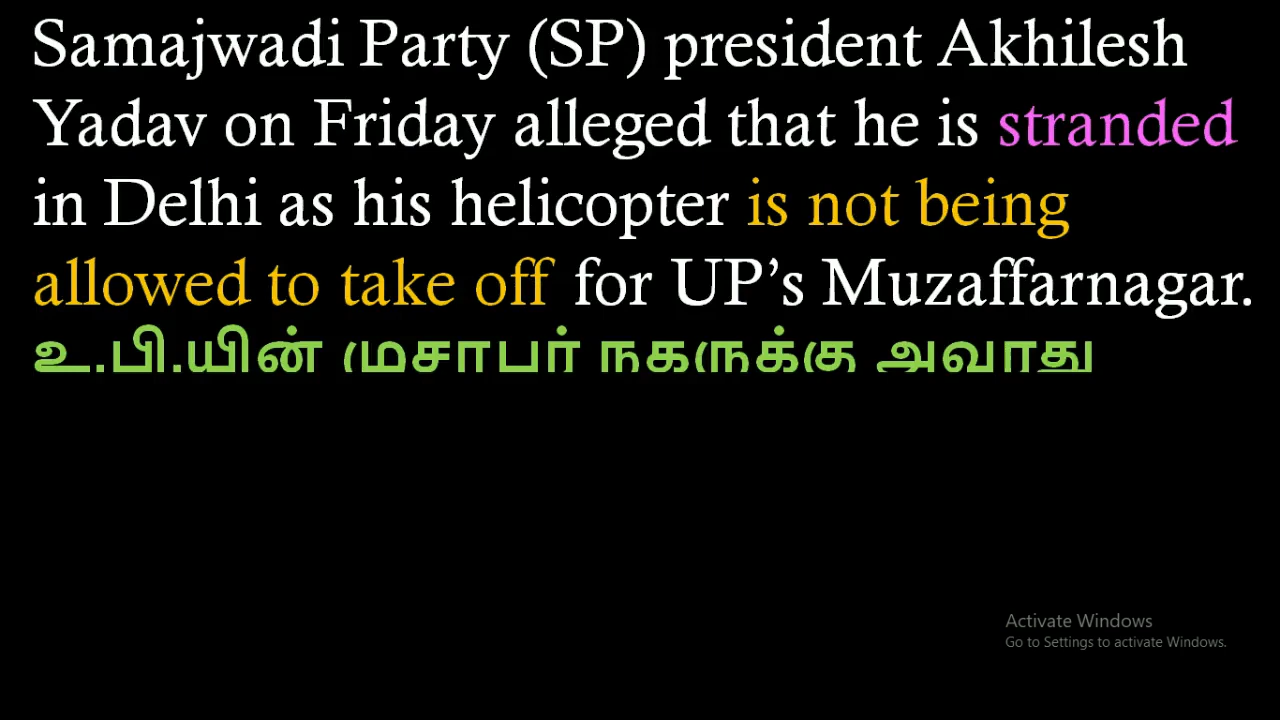 Samajwadi Party (SP) president Akhilesh
Yadav on Friday alleged that he is stranded
in Delhi as his helicopter is not being
allowed to take off for UP’s Muzaffarnagar.
உ.பி.யின் முசாபர் நகருக்கு அவரது
Activate Windows
Go to Settings to activate Windows.